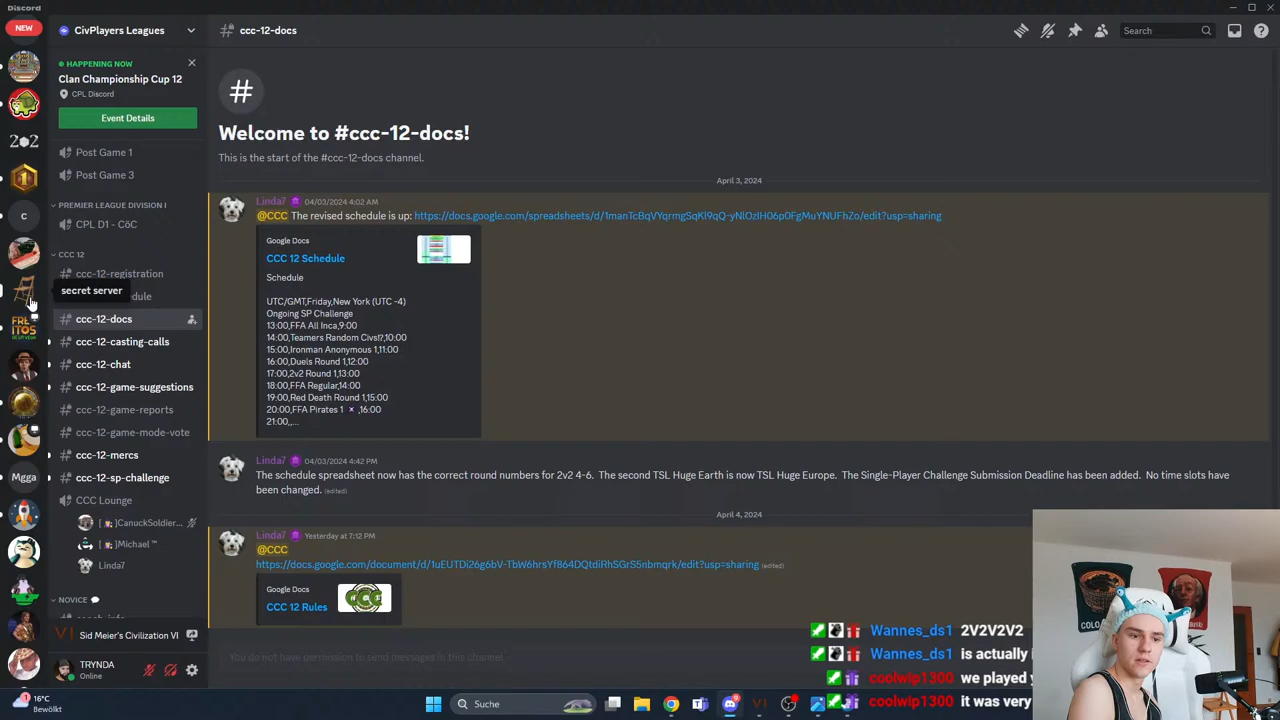 Discord
NEW
CivPlayers Leagues
ccc-12-docs
Search
HAPPENING NOW
Clan Championship Cup 12
CPL Discord
Event Details
Post Game 1
Post Game 3
PREMIER LEAGUE DIVISION I
CPL D1 - CőC
CCC 12
ccc-12-registration
secret server
dule
ccc-12-docs
ccc-12-casting-calls
ccc-12-chat
ccc-12-game-suggestions
ccc-12-game-reports
ccc-12-game-mode-vote
ccc-12-mercs
ccc-12-sp-challenge
CCC Lounge
]CanuckSoldier...
]Michael ™
Linda7
NOVICE
Sid Meier's Civilization VI
TRYNDA
Online
2●2
C
Mgga
Welcome to #ccc-12-docs!
This is the start of the #ccc-12-docs channel.
April 3, 2024
Linda7 04/03/2024 4:02 AM
@CCC The revised schedule is up: https://docs.google.com/spreadsheets/d/1manTcBqVYqrmgSqKl9qQ-yNlOzIH06p0FgMuYNUFhZo/edit?usp=sharing
Google Docs
CCC 12 Schedule
Schedule
UTC/GMT,Friday,New York (UTC -4)
Ongoing SP Challenge
13:00,FFA All Inca,9:00
14:00,Teamers Random Civs!?,10:00
15:00,Ironman Anonymous 1,11:00
16:00,Duels Round 1,12:00
17:00,2v2 Round 1,13:00
18:00,FFA Regular,14:00
19:00,Red Death Round 1,15:00
20:00,FFA Pirates 1 ,16:00
21:00,,...
Linda7 04/03/2024 4:42 PM
The schedule spreadsheet now has the correct round numbers for 2v2 4-6. The second TSL Huge Earth is now TSL Huge Europe. The Single-Player Challenge Submission Deadline has been added. No time slots have
been changed. (edited)
April 4, 2024
Linda7 Yesterday at 7:12 PM
@CCC
https://docs.google.com/document/d/1uEUTDi26g6bV-TbW6hrsYf864DQtdiRhSGrS5nbmqrk/edit?usp=sharing (edited)
Google Docs
CCC 12 Rules
You do not have permission to send messages in this channel.
Wannes_ds1 2V2V2V2
Wannes_ds1 is actually i
coolwip1300 we played y
coolwip1300 it was very
16°C
Bewölkt
Suche